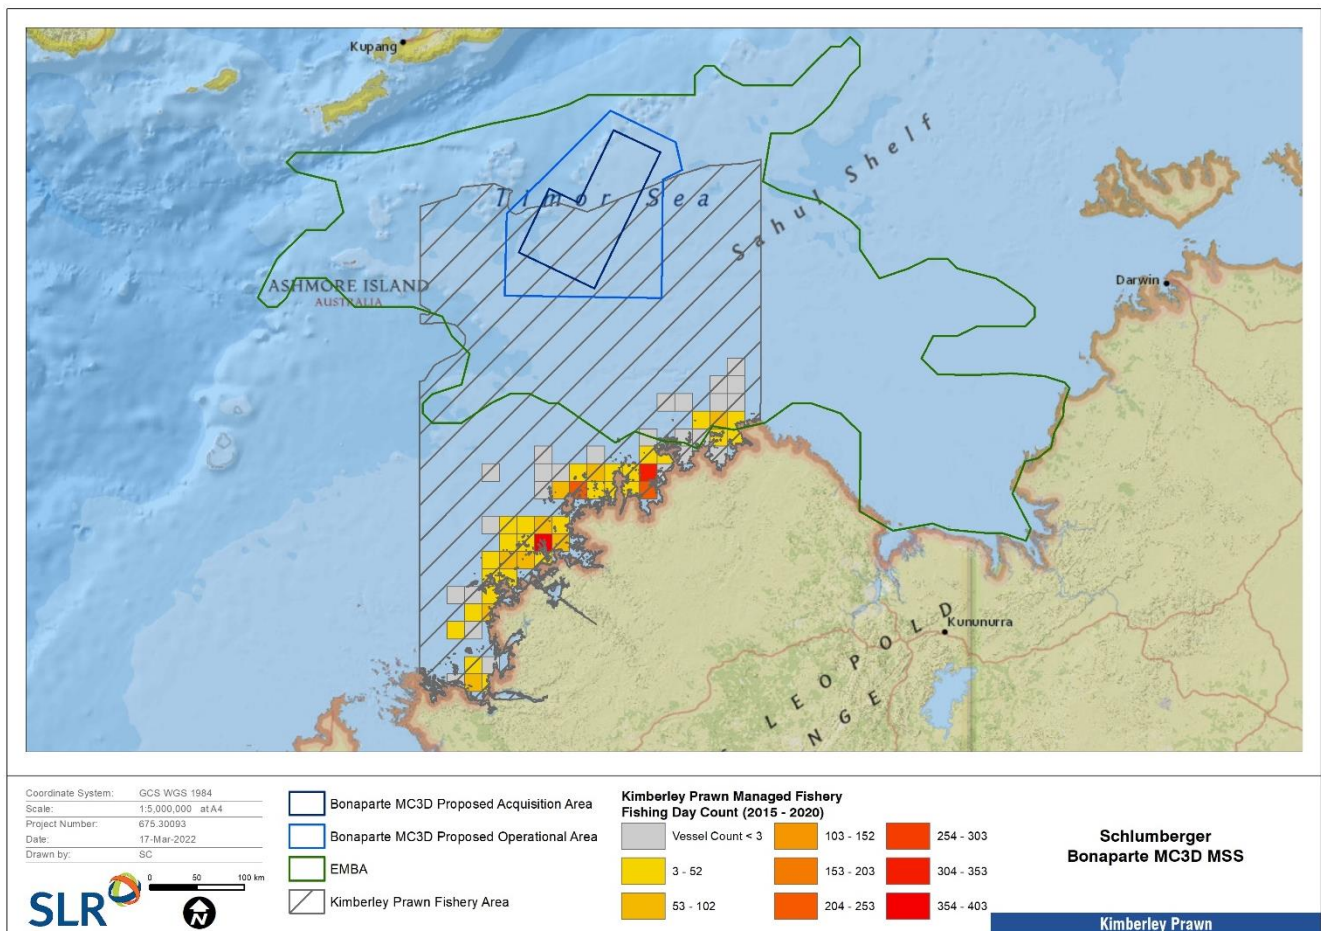 Kupang
Timor Sea
Sahul Shelf
ASHMORE ISLAND
AUSTRALIA
Darwin
Kununurra
LEOPOLD
NGE
Coordinate System: GCS WGS 1984
Scale: 1:5,000,000 at A4
Project Number: 675.30093
Date: 17-Mar-2022
Drawn by: SC
SLR
0 50 100 km
N
Bonaparte MC3D Proposed Acquisition Area
Bonaparte MC3D Proposed Operational Area
EMBA
Kimberley Prawn Fishery Area
Kimberley Prawn Managed Fishery
Fishing Day Count (2015 - 2020)
Vessel Count < 3
3 - 52
53 - 102
103 - 152
153 - 203
204 - 253
254 - 303
304 - 353
354 - 403
Schlumberger
Bonaparte MC3D MSS
Kimberley Prawn